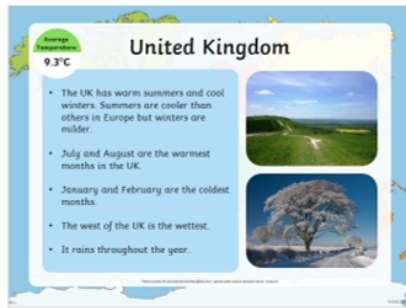 Average
Temperature:
9.3°C
United Kingdom
• The UK has warm summers and cool
winters. Summers are cooler than
others in Europe but winters are
milder.
• July and August are the warmest
months in the UK.
• January and February are the coldest
months.
• The west of the UK is the wettest.
• It rains throughout the year.